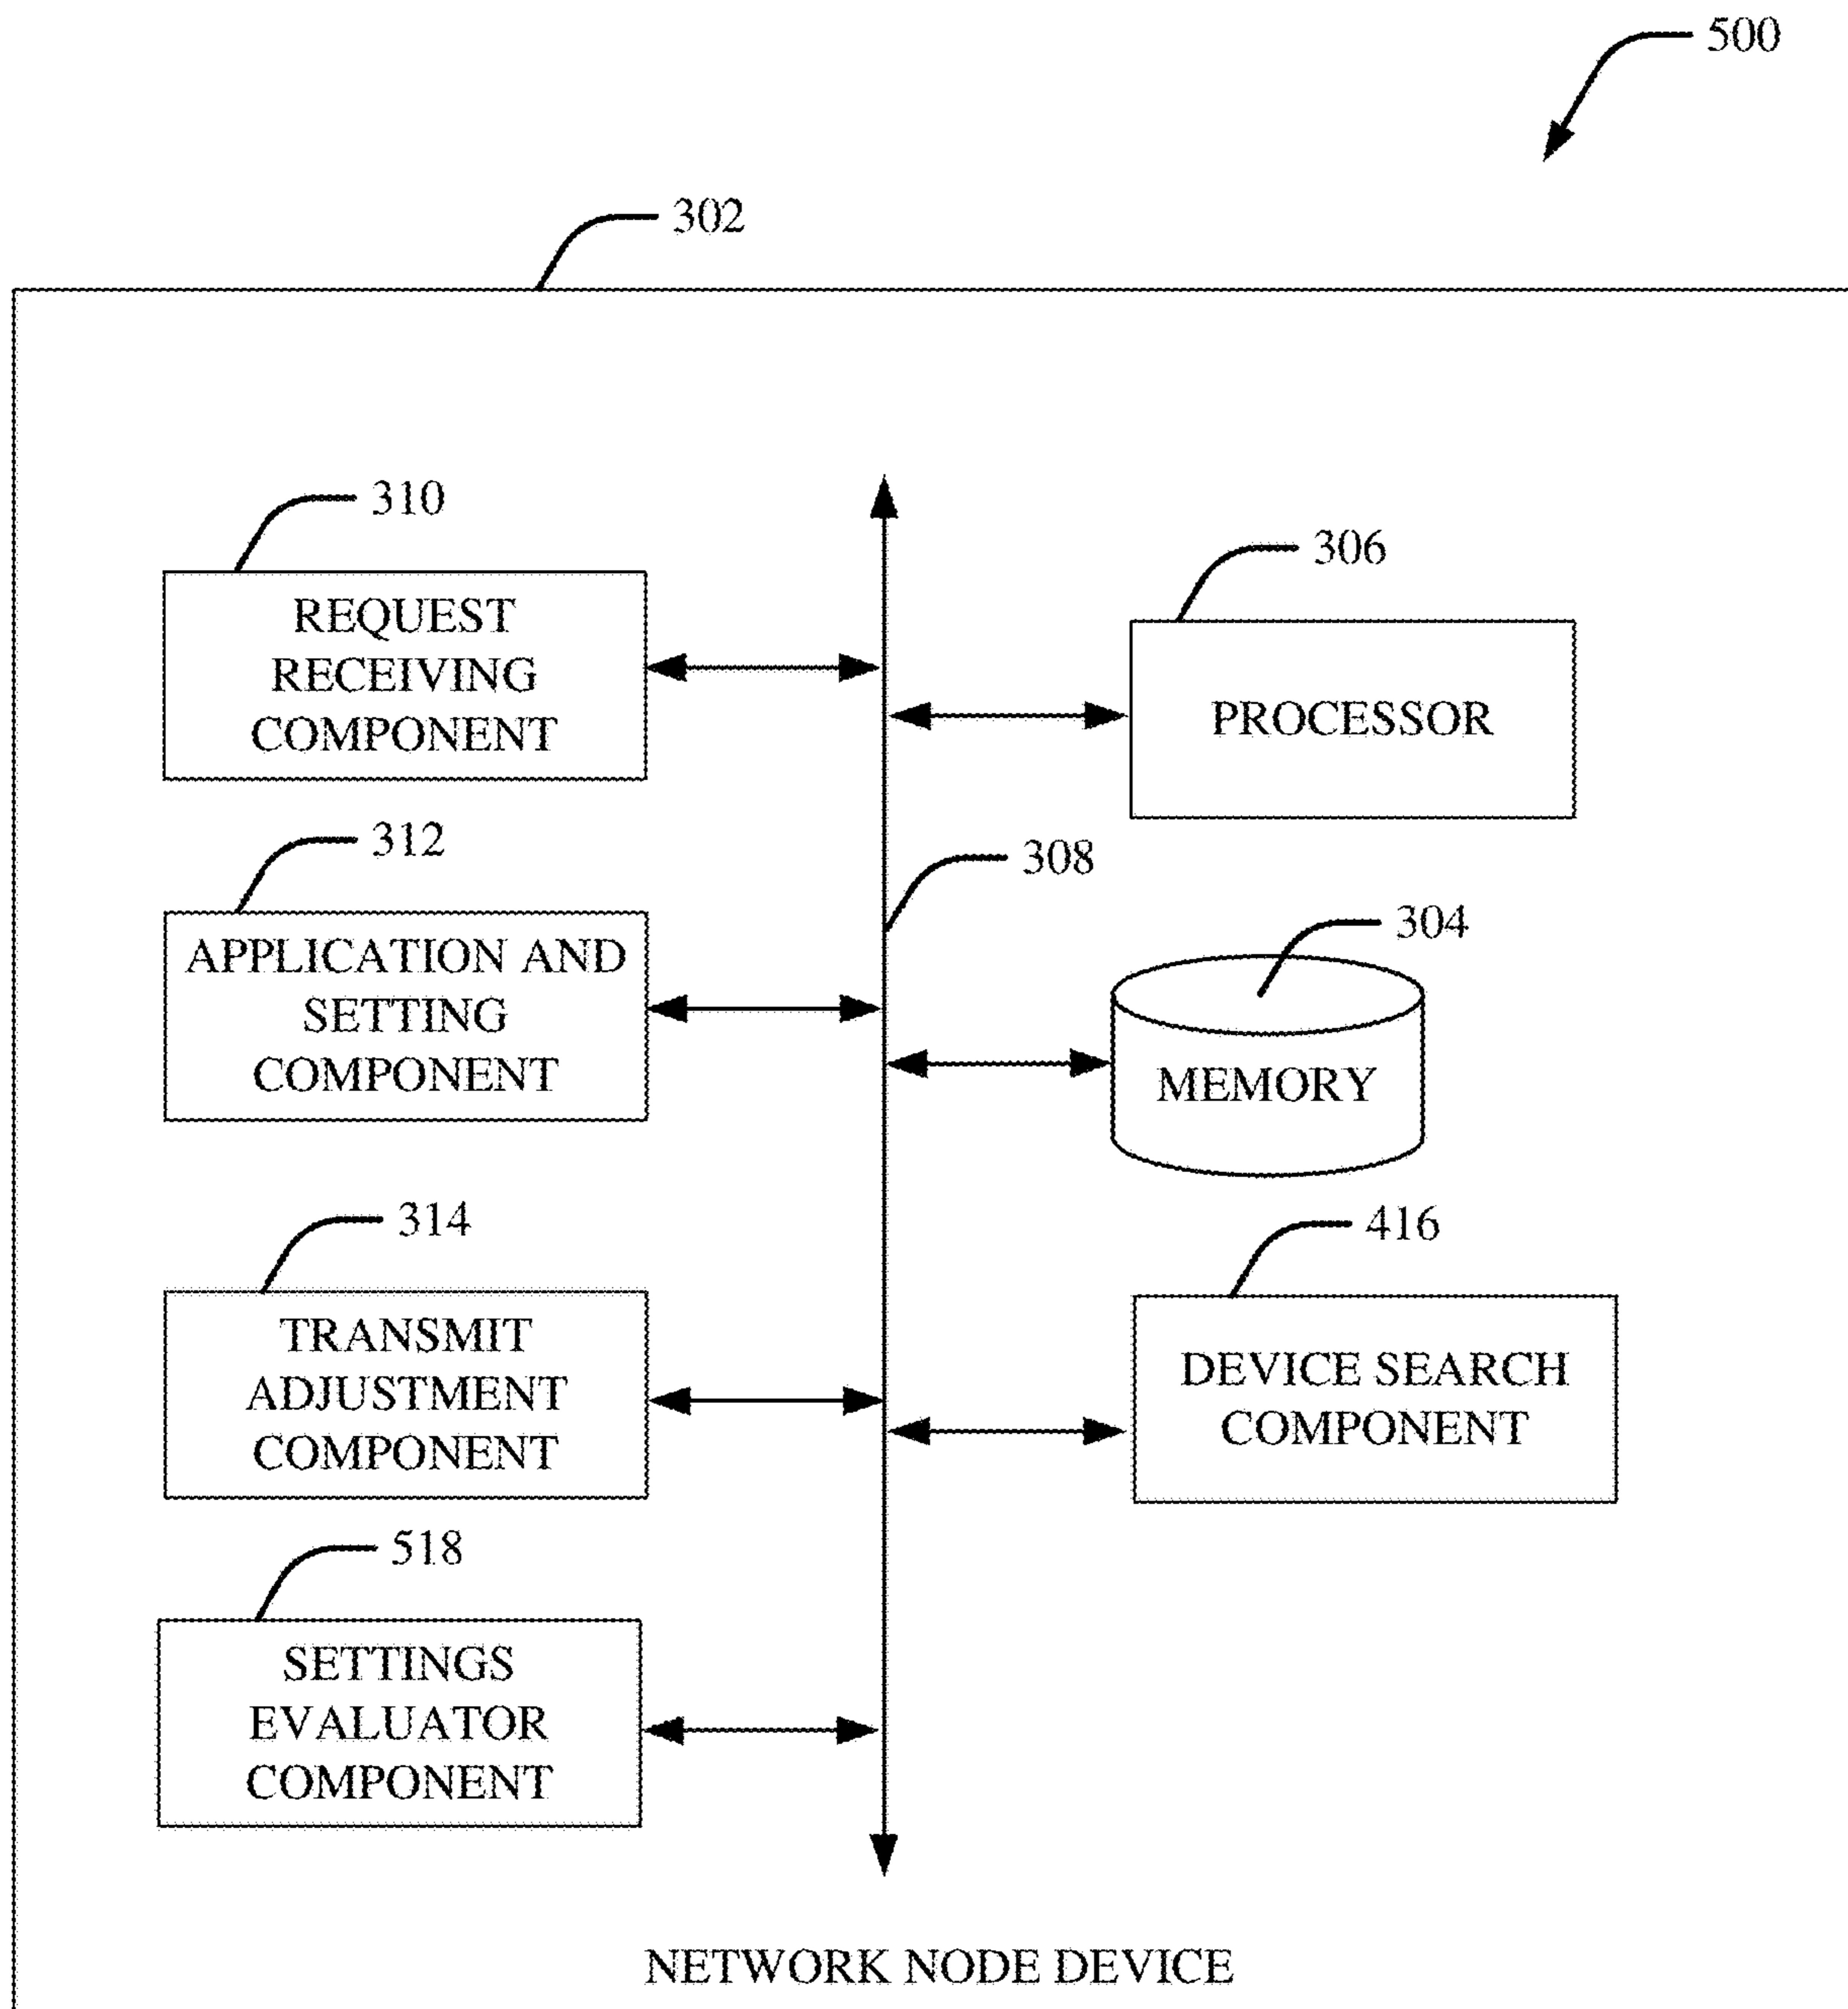 500
302
310
REQUEST
RECEIVING
COMPONENT
306
PROCESSOR
312
APPLICATION AND
SETTING
COMPONENT
308
304
MEMORY
314
TRANSMIT
ADJUSTMENT
COMPONENT
416
DEVICE SEARCH
COMPONENT
518
SETTINGS
EVALUATOR
COMPONENT
NETWORK NODE DEVICE